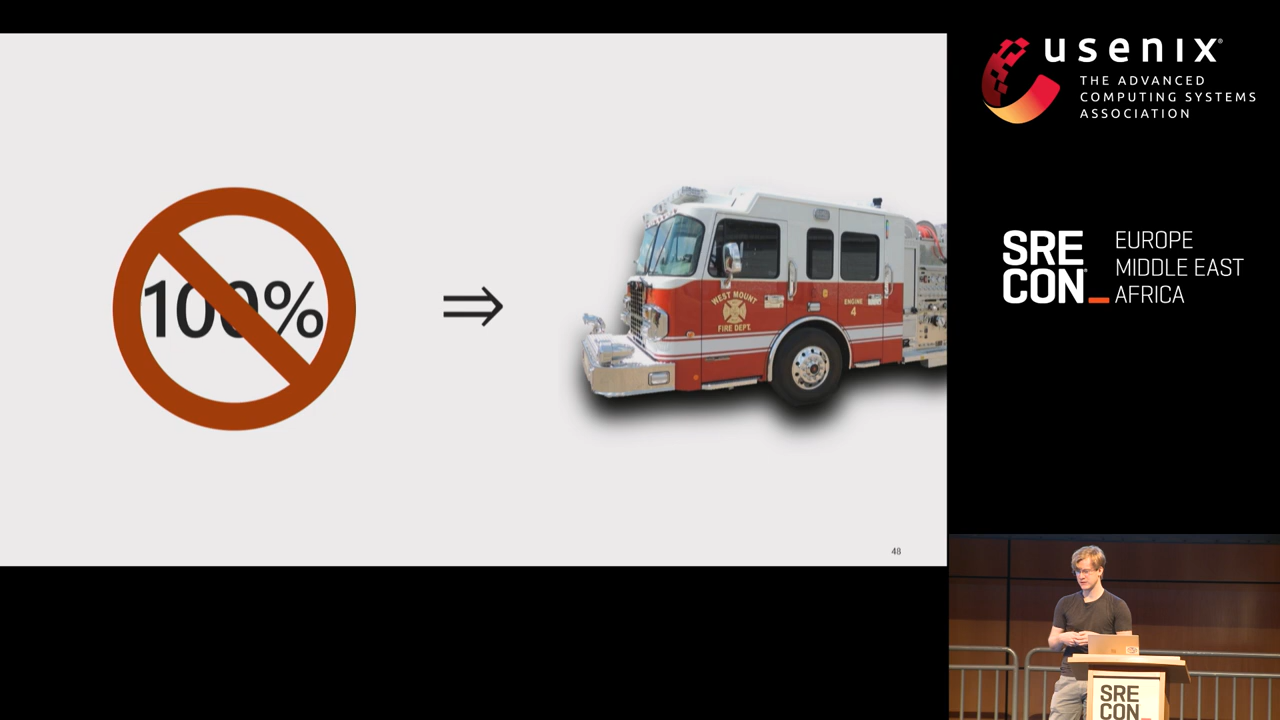 100%
⇒
WEST MOUNT
FIRE DEPT.
ENGINE
4
48
usenix®
THE ADVANCED
COMPUTING SYSTEMS
ASSOCIATION
SRE
CON
EUROPE
MIDDLE EAST
AFRICA
SRE
CON